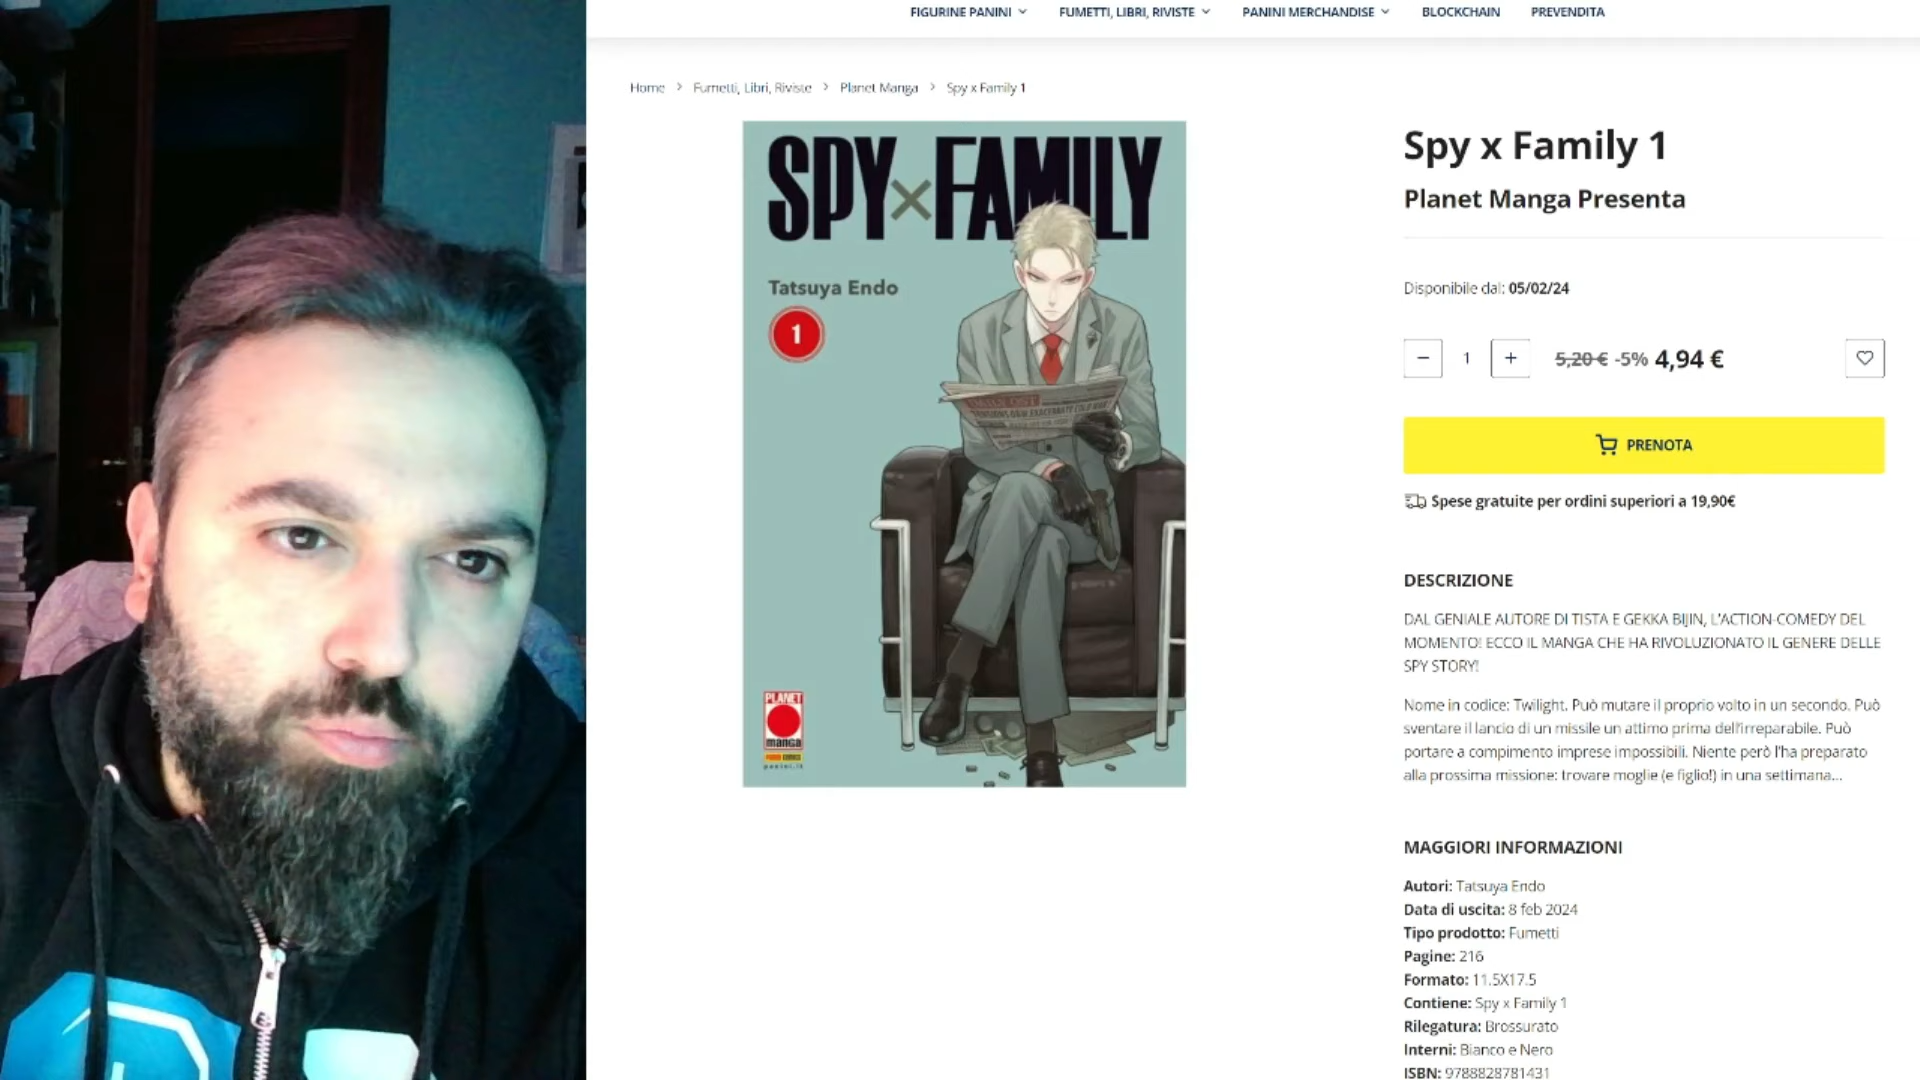 FIGURINE PANINI
FUMETTI, LIBRI, RIVISTE
PANINI MERCHANDISE
BLOCKCHAIN
PREVENDITA
Home > Fumetti, Libri, Riviste > Planet Manga > Spy x Family 1
SPY×FAMILY
Tatsuya Endo
1
PLANET
manga
Spy x Family 1
Planet Manga Presenta
Disponibile dal: 05/02/24
− 1 + 5,20 € -5% 4,94 €
PRENOTA
Spese gratuite per ordini superiori a 19,90€
DESCRIZIONE
DAL GENIALE AUTORE DI TISTA E GEKKA BIJIN, L'ACTION-COMEDY DEL
MOMENTO! ECCO IL MANGA CHE HA RIVOLUZIONATO IL GENERE DELLE
SPY STORY!
Nome in codice: Twilight. Può mutare il proprio volto in un secondo. Può
sventare il lancio di un missile un attimo prima dell'irreparabile. Può
portare a compimento imprese impossibili. Niente però l'ha preparato
alla prossima missione: trovare moglie (e figlio!) in una settimana...
MAGGIORI INFORMAZIONI
Autori: Tatsuya Endo
Data di uscita: 8 feb 2024
Tipo prodotto: Fumetti
Pagine: 216
Formato: 11.5X17.5
Contiene: Spy x Family 1
Rilegatura: Brossurato
Interni: Bianco e Nero
ISBN: 9788828781431